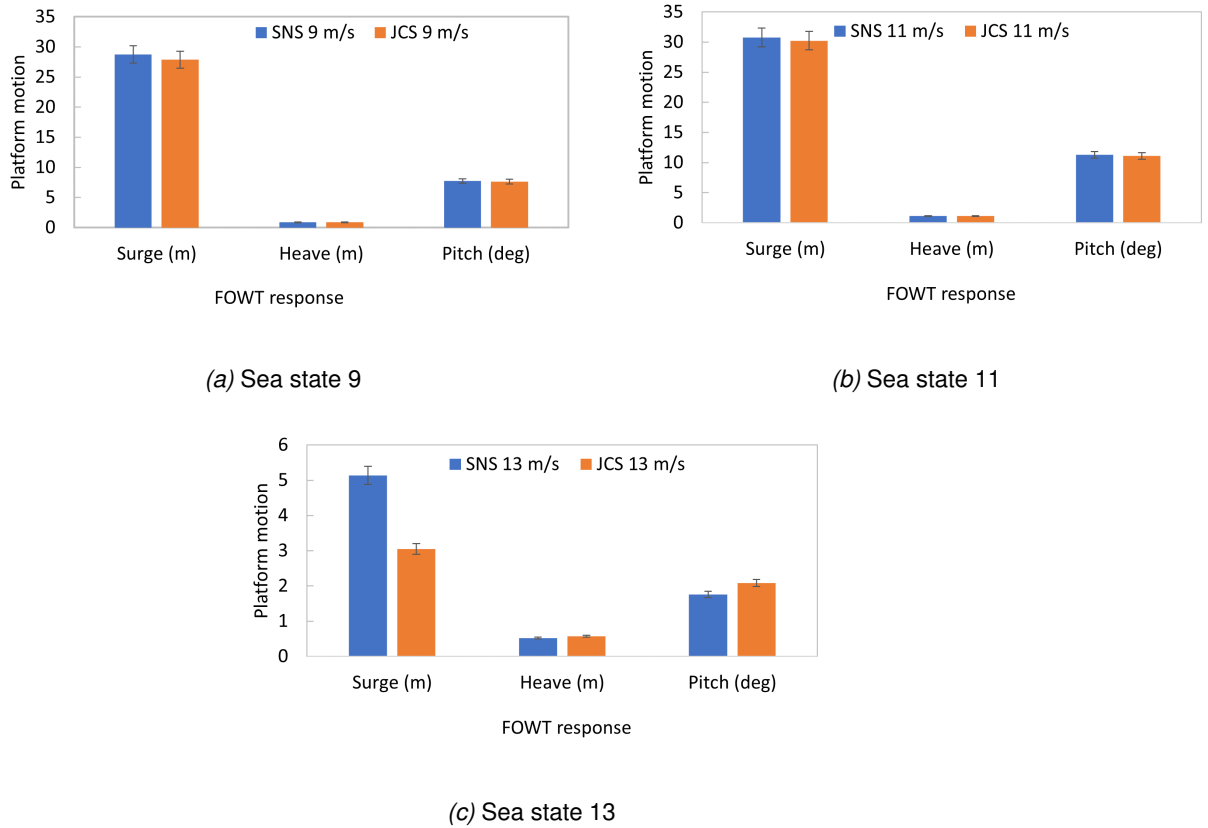 SNS 9 m/s JCS 9 m/s
35
30
25
20
15
10
5
0
Platform motion
Surge (m) Heave (m) Pitch (deg)
FOWT response
(a) Sea state 9
SNS 11 m/s JCS 11 m/s
35
30
25
20
15
10
5
0
Platform motion
Surge (m) Heave (m) Pitch (deg)
FOWT response
(b) Sea state 11
SNS 13 m/s JCS 13 m/s
6
5
4
3
2
1
0
Platform motion
Surge (m) Heave (m) Pitch (deg)
FOWT response
(c) Sea state 13